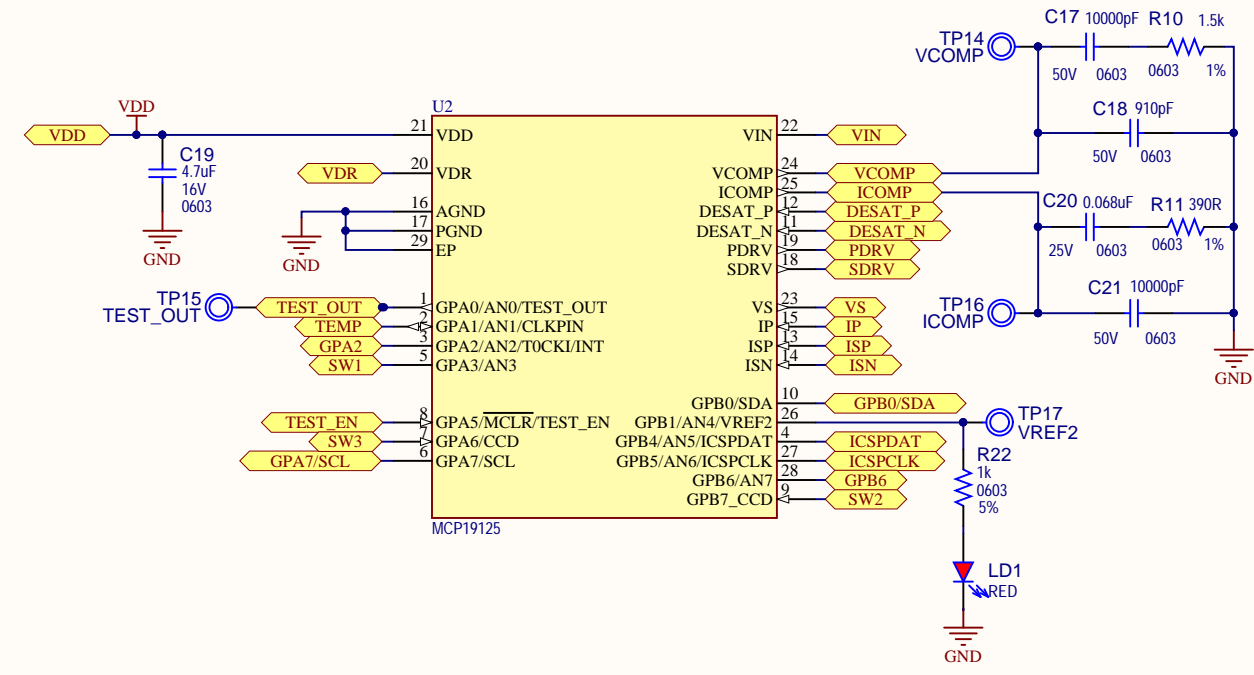 C17 10000pF R10 1.5k
TP14
VCOMP
50V 0603 0603 1%
C18 910pF
50V 0603
C20 0.068uF R11 390R
25V 0603 0603 1%
TP16
ICOMP
C21 10000pF
50V 0603
GND
VDD
VDD
C19
4.7uF
16V
0603
GND
VDR
GND
TP15
TEST_OUT
TEST_OUT
TEMP
GPA2
SW1
TEST_EN
SW3
GPA7/SCL
U2
21 VDD
20 VDR
16 AGND
17 PGND
29 EP
1 GPA0/AN0/TEST_OUT
2 GPA1/AN1/CLKPIN
3 GPA2/AN2/T0CKI/INT
5 GPA3/AN3
8 GPA5/MCLR/TEST_EN
7 GPA6/CCD
6 GPA7/SCL
VIN 22 VIN
VCOMP 24 VCOMP
ICOMP 25 ICOMP
DESAT_P 12 DESAT_P
DESAT_N 11 DESAT_N
PDRV 19 PDRV
SDRV 18 SDRV
VS 23 VS
IP 15 IP
ISP 13 ISP
ISN 14 ISN
GPB0/SDA 10 GPB0/SDA
GPB1/AN4/VREF2 26
GPB4/AN5/ICSPDAT 4 ICSPDAT
GPB5/AN6/ICSPCLK 27 ICSPCLK
GPB6/AN7 28 GPB6
GPB7_CCD 9 SW2
MCP19125
TP17
VREF2
R22
1k
0603
5%
LD1
RED
GND